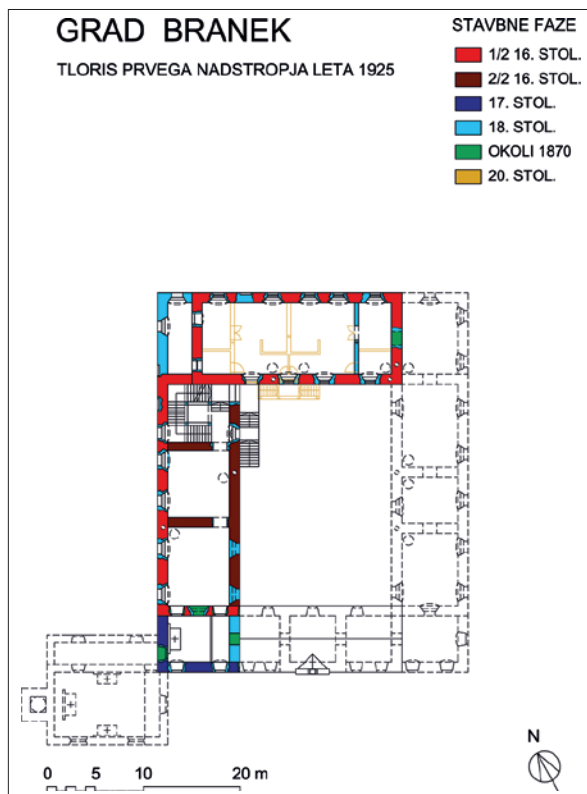 GRAD BRANEK
TLORIS PRVEGA NADSTROPJA LETA 1925
STAVBNE FAZE
1/2 16. STOL.
2/2 16. STOL.
17. STOL.
18. STOL.
OKOLI 1870
20. STOL.
N
0 5 10 20 m